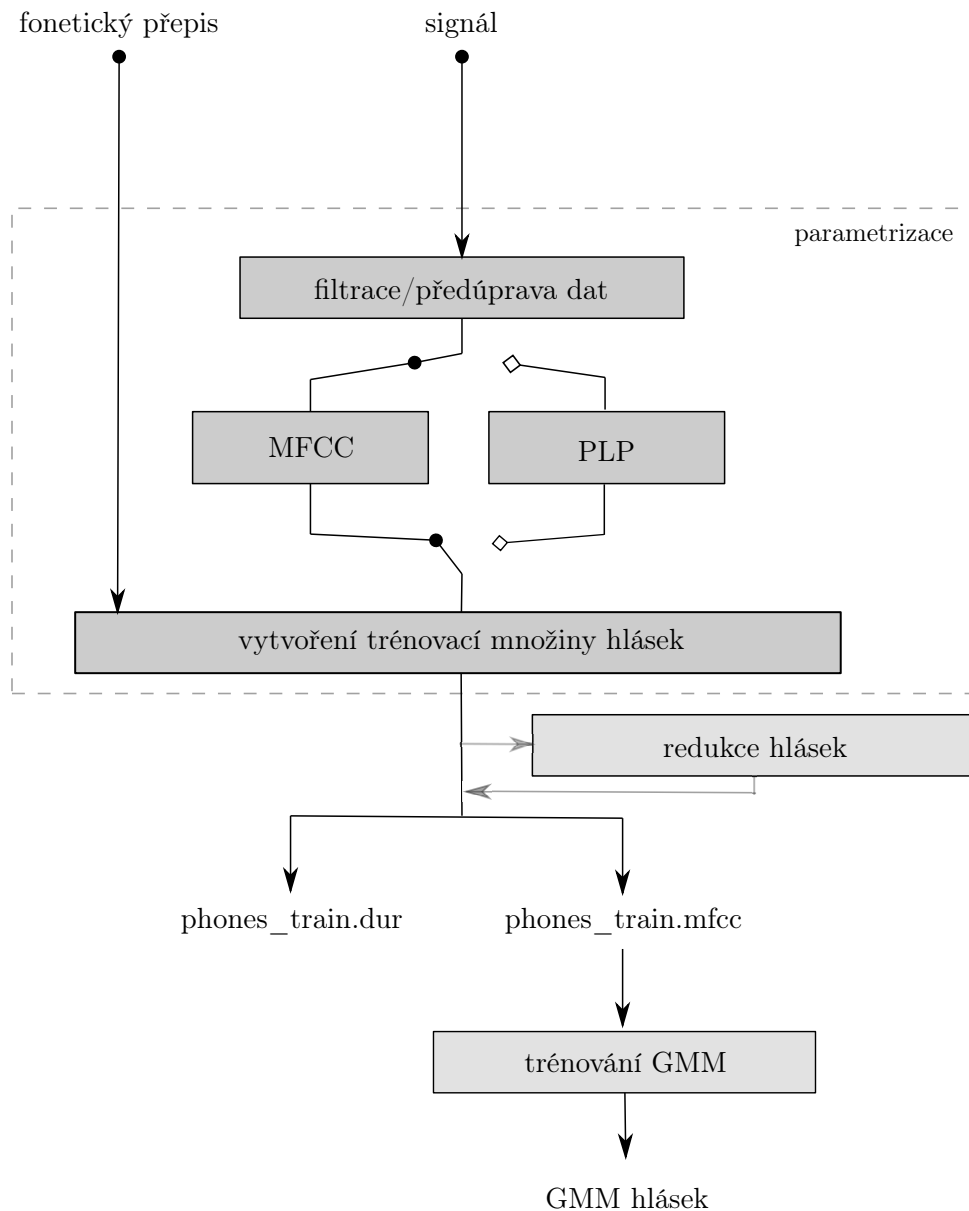 fonetický přepis
signál
parametrizace
filtrace/předúprava dat
MFCC
PLP
vytvoření trénovací množiny hlásek
redukce hlásek
phones_train.dur
phones_train.mfcc
trénování GMM
GMM hlásek